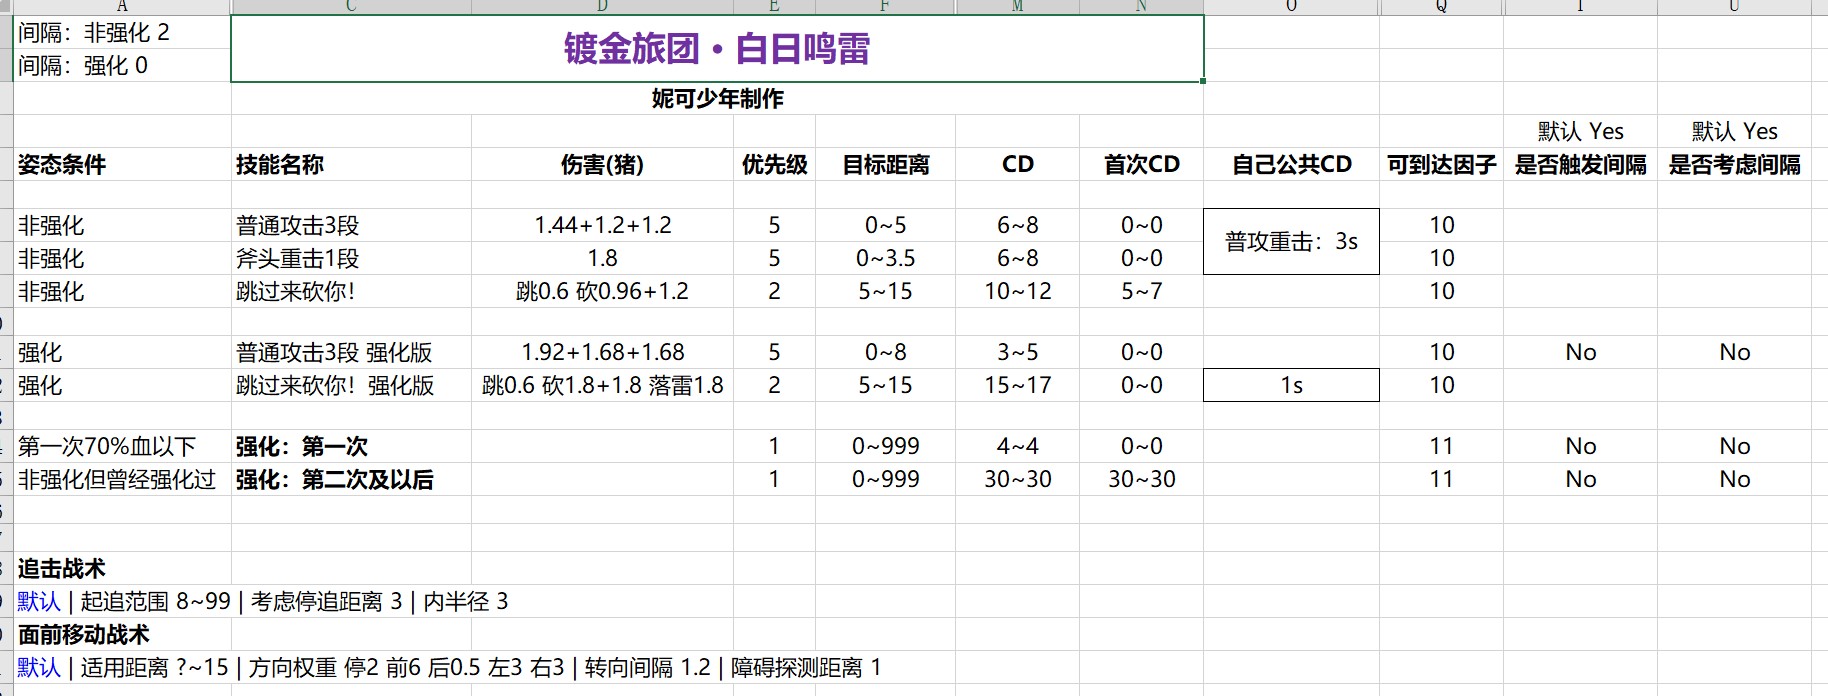 A C D E F M N O Q T U
间隔：非强化 2
镀金旅团·白日鸣雷
间隔：强化 0
妮可少年制作
默认 Yes 默认 Yes
姿态条件 技能名称 伤害(猪) 优先级 目标距离 CD 首次CD 自己公共CD 可到达因子 是否触发间隔 是否考虑间隔
非强化 普通攻击3段 1.44+1.2+1.2 5 0~5 6~8 0~0 普攻重击：3s 10
非强化 斧头重击1段 1.8 5 0~3.5 6~8 0~0 10
非强化 跳过来砍你！ 跳0.6 砍0.96+1.2 2 5~15 10~12 5~7 10
强化 普通攻击3段 强化版 1.92+1.68+1.68 5 0~8 3~5 0~0 10 No No
强化 跳过来砍你！强化版 跳0.6 砍1.8+1.8 落雷1.8 2 5~15 15~17 0~0 1s 10
第一次70%血以下 强化：第一次 1 0~999 4~4 0~0 11 No No
非强化但曾经强化过 强化：第二次及以后 1 0~999 30~30 30~30 11 No No
追击战术
默认 | 起追范围 8~99 | 考虑停追距离 3 | 内半径 3
面前移动战术
默认 | 适用距离 ?~15 | 方向权重 停2 前6 后0.5 左3 右3 | 转向间隔 1.2 | 障碍探测距离 1